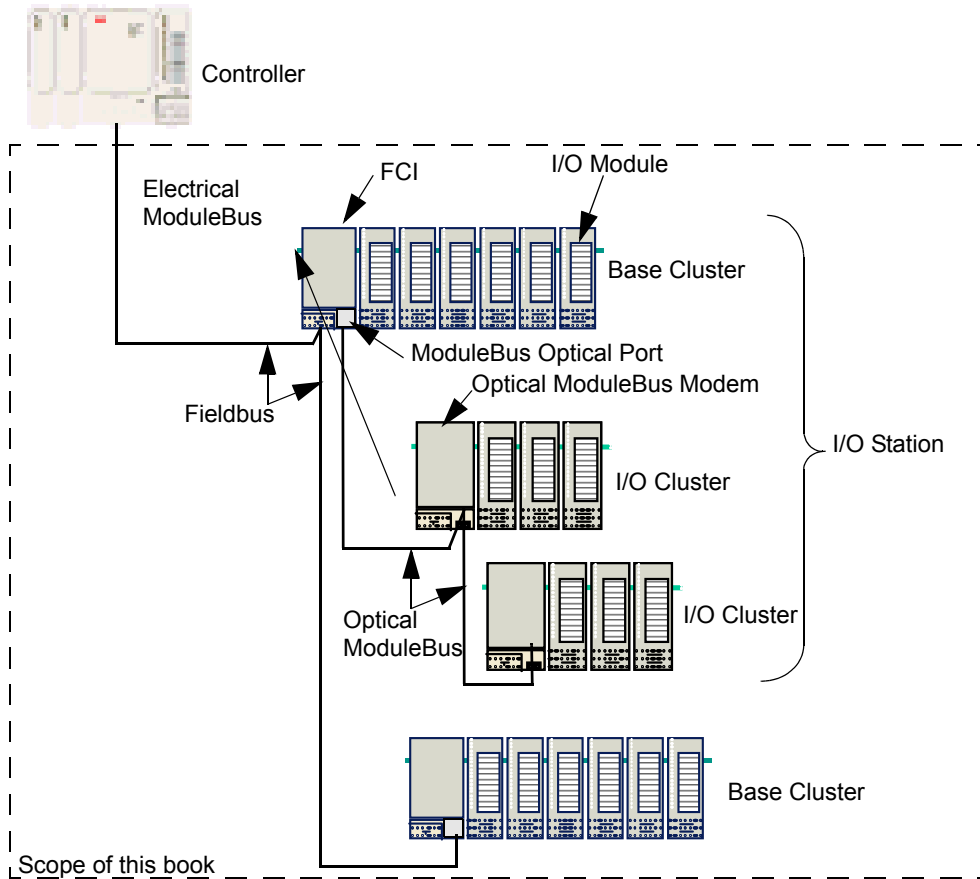 Controller
FCI
I/O Module
Electrical
ModuleBus
Base Cluster
ModuleBus Optical Port
Optical ModuleBus Modem
Fieldbus
I/O Station
I/O Cluster
I/O Cluster
Optical
ModuleBus
Base Cluster
Scope of this book